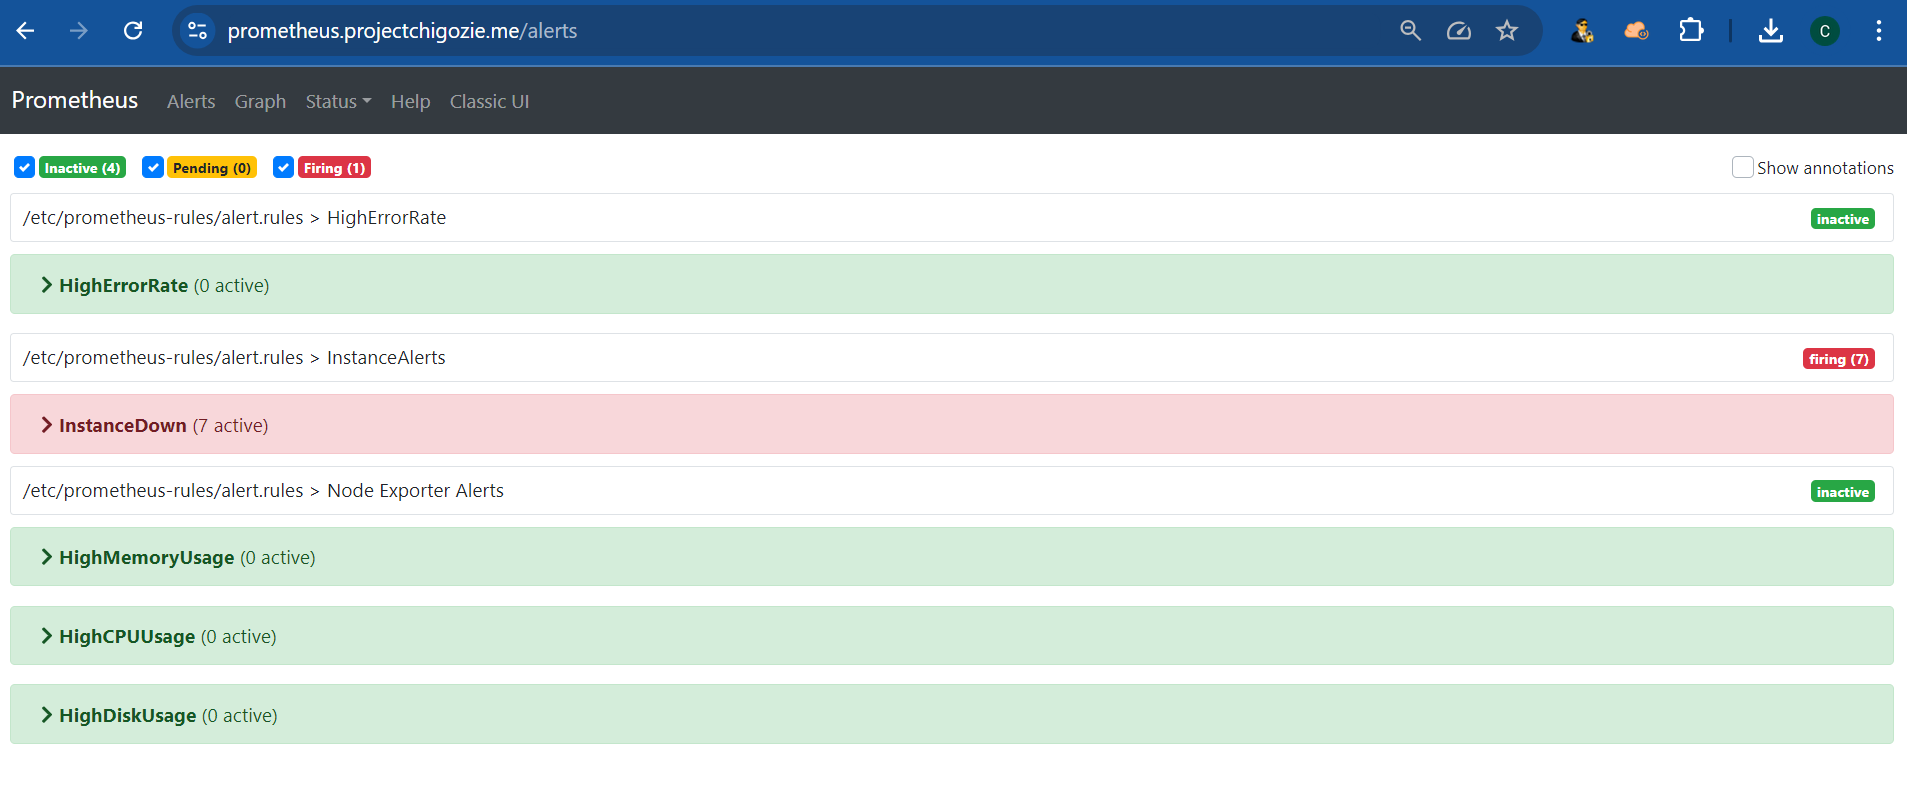 prometheus.projectchigozie.me/alerts
C
Prometheus Alerts Graph Status Help Classic UI
Inactive (4) Pending (0) Firing (1) Show annotations
/etc/prometheus-rules/alert.rules > HighErrorRate inactive
HighErrorRate (0 active)
/etc/prometheus-rules/alert.rules > InstanceAlerts firing (7)
InstanceDown (7 active)
/etc/prometheus-rules/alert.rules > Node Exporter Alerts inactive
HighMemoryUsage (0 active)
HighCPUUsage (0 active)
HighDiskUsage (0 active)